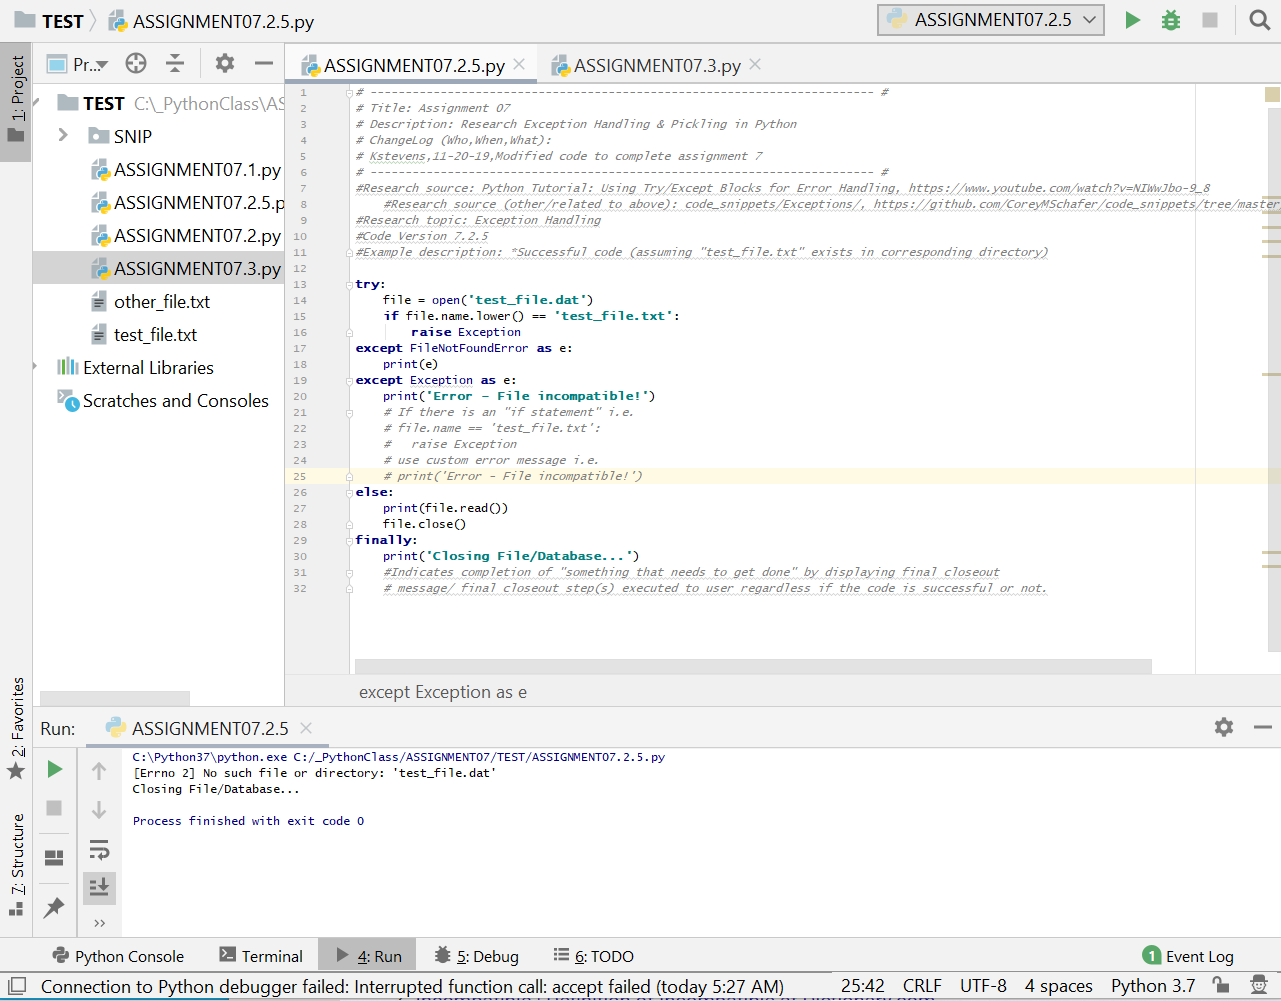 TEST
ASSIGNMENT07.2.5.py
ASSIGNMENT07.2.5
1: Project
Pr...
ASSIGNMENT07.2.5.py
ASSIGNMENT07.3.py
TEST C:\_PythonClass\AS
SNIP
ASSIGNMENT07.1.py
ASSIGNMENT07.2.5.p
ASSIGNMENT07.2.py
ASSIGNMENT07.3.py
other_file.txt
test_file.txt
External Libraries
Scratches and Consoles
1 # ------------------------------------------------------------------------ #
2 # Title: Assignment 07
3 # Description: Research Exception Handling & Pickling in Python
4 # ChangeLog (Who,When,What):
5 # Kstevens,11-20-19,Modified code to complete assignment 7
6 # ------------------------------------------------------------------------ #
7 #Research source: Python Tutorial: Using Try/Except Blocks for Error Handling, https://www.youtube.com/watch?v=NIWwJbo-9_8
8 #Research source (other/related to above): code_snippets/Exceptions/, https://github.com/CoreyMSchafer/code_snippets/tree/master
9 #Research topic: Exception Handling
10 #Code Version 7.2.5
11 #Example description: *Successful code (assuming "test_file.txt" exists in corresponding directory)
12
13 try:
14 file = open('test_file.dat')
15 if file.name.lower() == 'test_file.txt':
16 raise Exception
17 except FileNotFoundError as e:
18 print(e)
19 except Exception as e:
20 print('Error - File incompatible!')
21 # If there is an "if statement" i.e.
22 # file.name == 'test_file.txt':
23 # raise Exception
24 # use custom error message i.e.
25 # print('Error - File incompatible!')
26 else:
27 print(file.read())
28 file.close()
29 finally:
30 print('Closing File/Database...')
31 #Indicates completion of "something that needs to get done" by displaying final closeout
32 # message/ final closeout step(s) executed to user regardless if the code is successful or not.
except Exception as e
2: Favorites
7: Structure
Run: ASSIGNMENT07.2.5
C:\Python37\python.exe C:/_PythonClass/ASSIGNMENT07/TEST/ASSIGNMENT07.2.5.py
[Errno 2] No such file or directory: 'test_file.dat'
Closing File/Database...
Process finished with exit code 0
Python Console
Terminal
4: Run
5: Debug
6: TODO
1 Event Log
Connection to Python debugger failed: Interrupted function call: accept failed (today 5:27 AM)
25:42 CRLF UTF-8 4 spaces Python 3.7